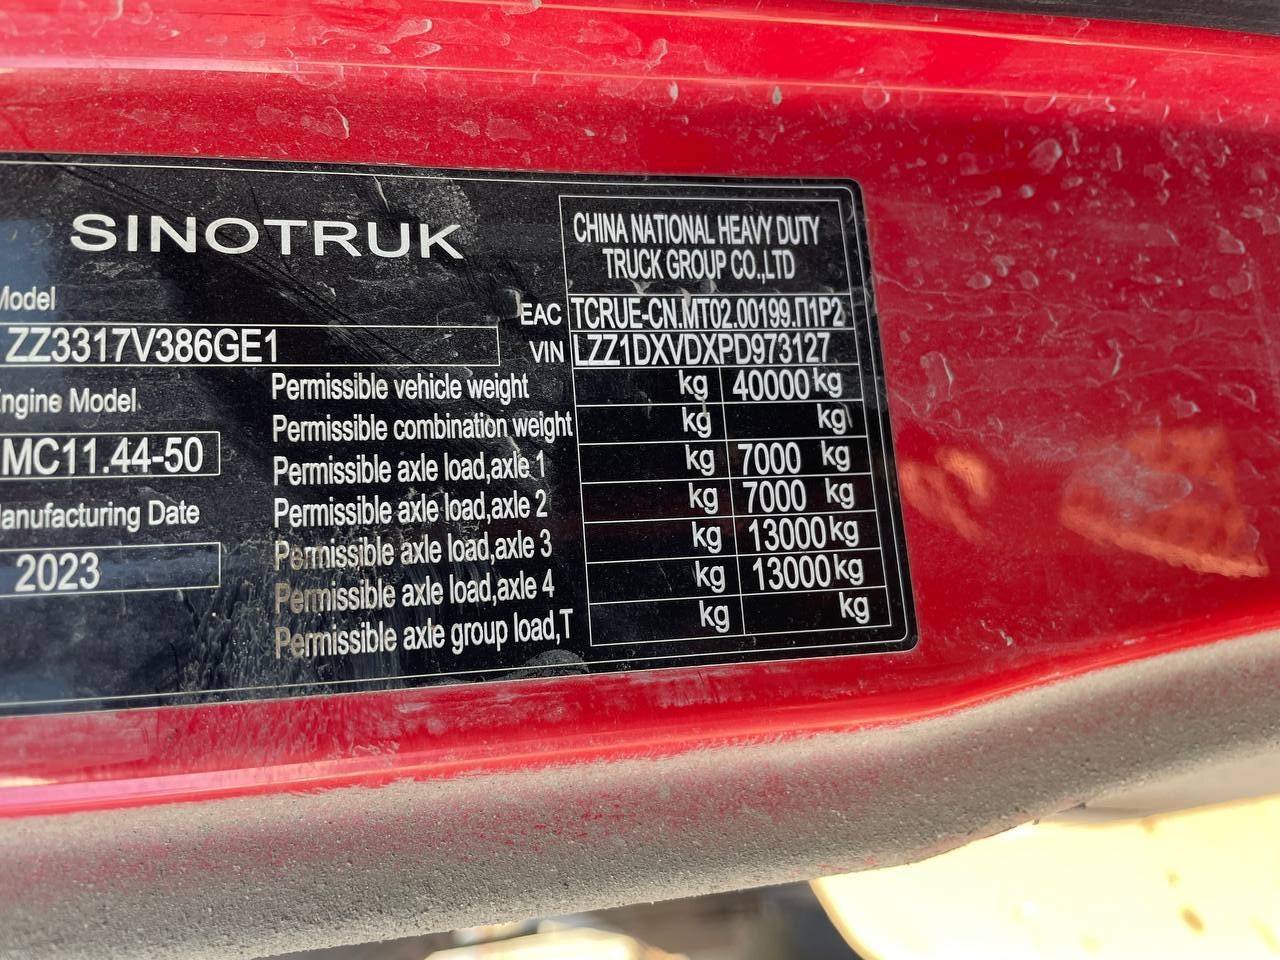 SINOTRUK
CHINA NATIONAL HEAVY DUTY
TRUCK GROUP CO.,LTD
Model
EAC TCRUE-CN.MT02.00199.П1Р2
ZZ3317V386GE1
VIN LZZ1DXVDXPD973127
Engine Model
Permissible vehicle weight kg 40000 kg
Permissible combination weight kg kg
MC11.44-50
Permissible axle load,axle 1 kg 7000 kg
Manufacturing Date
Permissible axle load,axle 2 kg 7000 kg
Permissible axle load,axle 3 kg 13000 kg
2023
Permissible axle load,axle 4 kg 13000 kg
Permissible axle group load,T kg kg